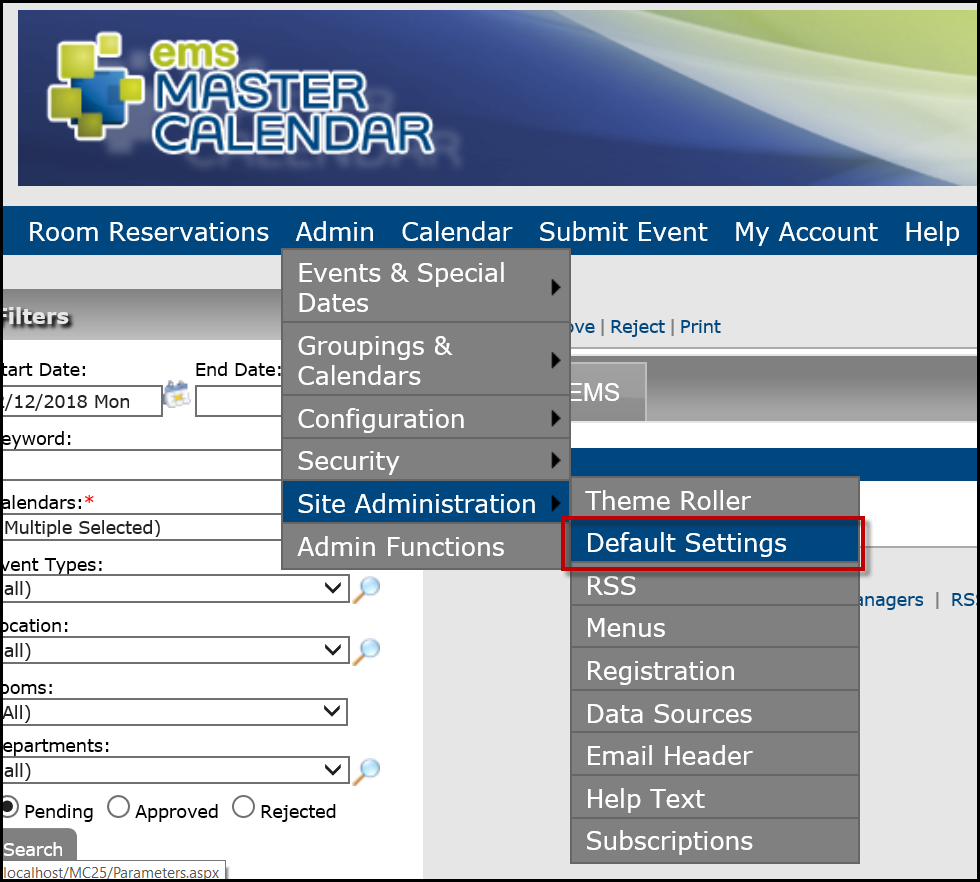 ems
MASTER
CALENDAR
Room Reservations Admin Calendar Submit Event My Account Help
Events & Special
Dates
Groupings &
Calendars
Configuration
Security
Site Administration
Admin Functions
Theme Roller
Default Settings
RSS
Menus
Registration
Data Sources
Email Header
Help Text
Subscriptions
ove | Reject | Print
EMS
anagers | RSS
Filters
tart Date: End Date:
2/12/2018 Mon
eyword:
alendars:*
(Multiple Selected)
vent Types:
all)
ocation:
all)
ooms:
All)
epartments:
all)
Pending Approved Rejected
Search
localhost/MC25/Parameters.aspx